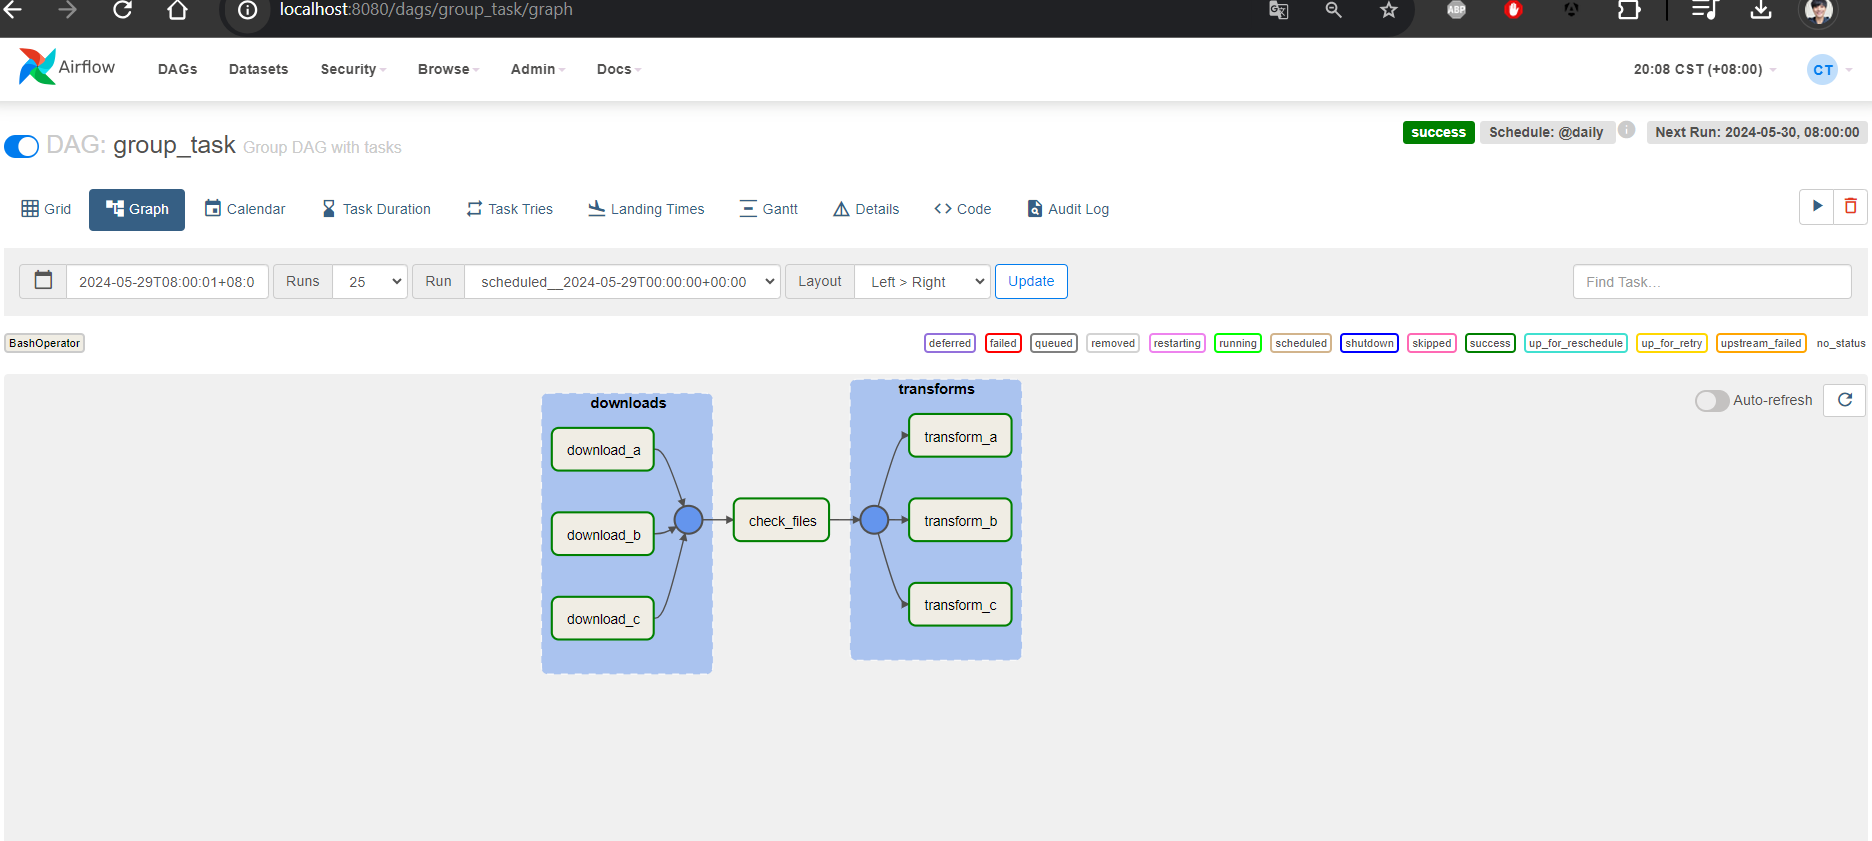 localhost:8080/dags/group_task/graph
ABP
Airflow DAGs Datasets Security Browse Admin Docs 20:08 CST (+08:00) CT
DAG: group_task Group DAG with tasks success Schedule: @daily Next Run: 2024-05-30, 08:00:00
Grid Graph Calendar Task Duration Task Tries Landing Times Gantt Details Code Audit Log
2024-05-29T08:00:01+08:0 Runs 25 Run scheduled__2024-05-29T00:00:00+00:00 Layout Left > Right Update Find Task...
BashOperator deferred failed queued removed restarting running scheduled shutdown skipped success up_for_reschedule up_for_retry upstream_failed no_status
Auto-refresh
downloads
download_a
download_b
download_c
check_files
transforms
transform_a
transform_b
transform_c